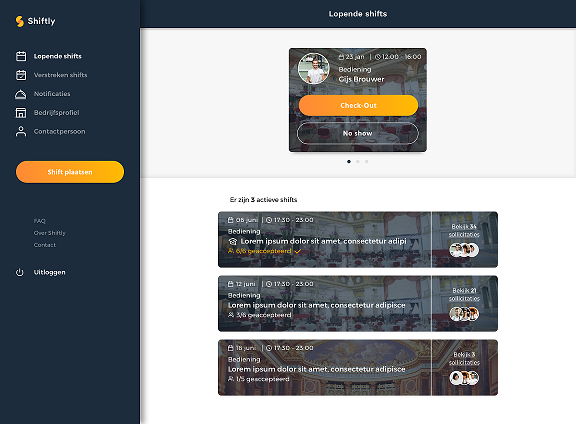 Shiftly
Lopende shifts
Verstreken shifts
Notificaties
Bedrijfsprofiel
Contactpersoon
Shift plaatsen
FAQ
Over Shiftly
Contact
Uitloggen
Lopende shifts
23 jan | 12:00 - 16:00
Bediening
Gijs Brouwer
Check-Out
No show
Er zijn 3 actieve shifts
06 juni | 17:30 - 23:00
Bediening
Lorem ipsum dolor sit amet, consectetur adipi
6/6 geaccepteerd
Bekijk 34
sollicitaties
12 juni | 17:30 - 23:00
Bediening
Lorem ipsum dolor sit amet, consectetur adipisce
3/6 geaccepteerd
Bekijk 21
sollicitaties
16 juni | 17:30 - 23:00
Bediening
Lorem ipsum dolor sit amet, consectetur adipisce
1/5 geaccepteerd
Bekijk 3
sollicitaties